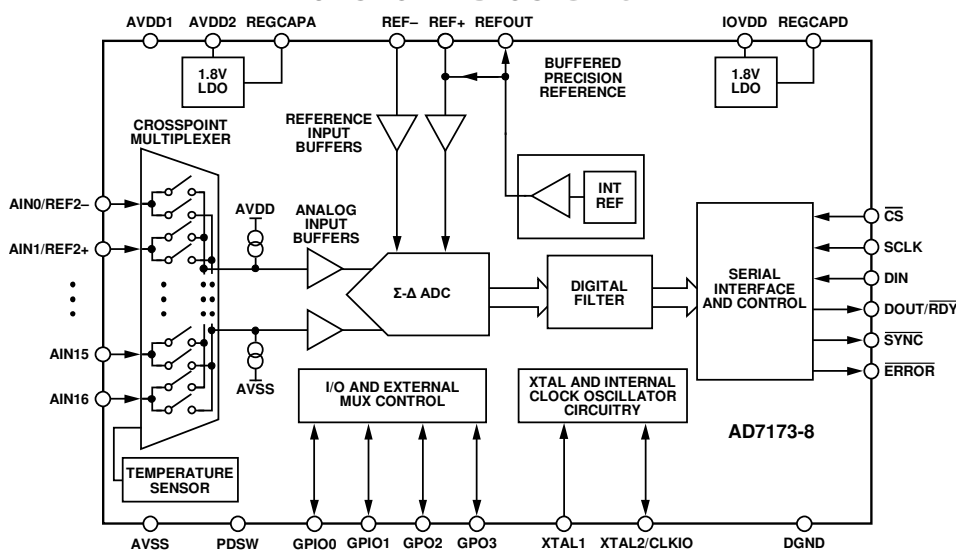 AVDD1 AVDD2 REGCAPA REF– REF+ REFOUT IOVDD REGCAPD
1.8V
LDO
BUFFERED
PRECISION
REFERENCE
1.8V
LDO
CROSSPOINT
MULTIPLEXER
REFERENCE
INPUT
BUFFERS
INT
REF
AIN0/REF2–
AIN1/REF2+
AIN15
AIN16
AVDD
AVSS
ANALOG
INPUT
BUFFERS
Σ-Δ ADC
DIGITAL
FILTER
SERIAL
INTERFACE
AND CONTROL
CS
SCLK
DIN
DOUT/RDY
SYNC
ERROR
I/O AND EXTERNAL
MUX CONTROL
XTAL AND INTERNAL
CLOCK OSCILLATOR
CIRCUITRY
AD7173-8
TEMPERATURE
SENSOR
AVSS PDSW GPIO0 GPIO1 GPO2 GPO3 XTAL1 XTAL2/CLKIO DGND